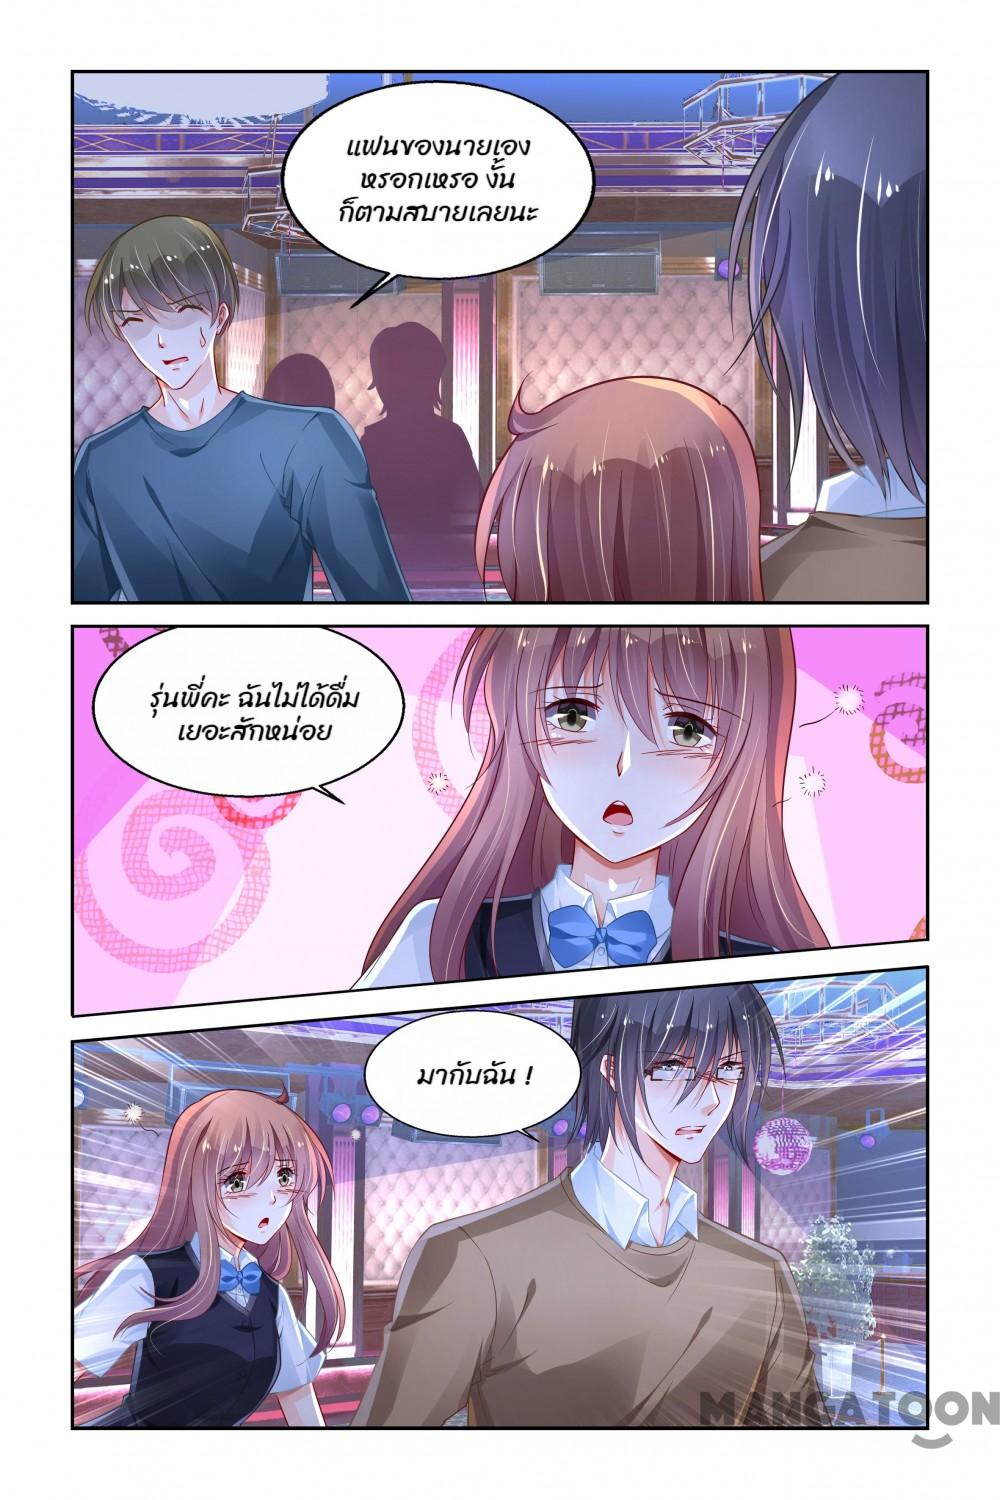 แฟนของนายเอง
หรอกเหรอ งั้น
ก็ตามสบายเลยนะ
รุ่นพี่คะ ฉันไม่ได้ดื่ม
เยอะสักหน่อย
มากับฉัน !
MANGATOON